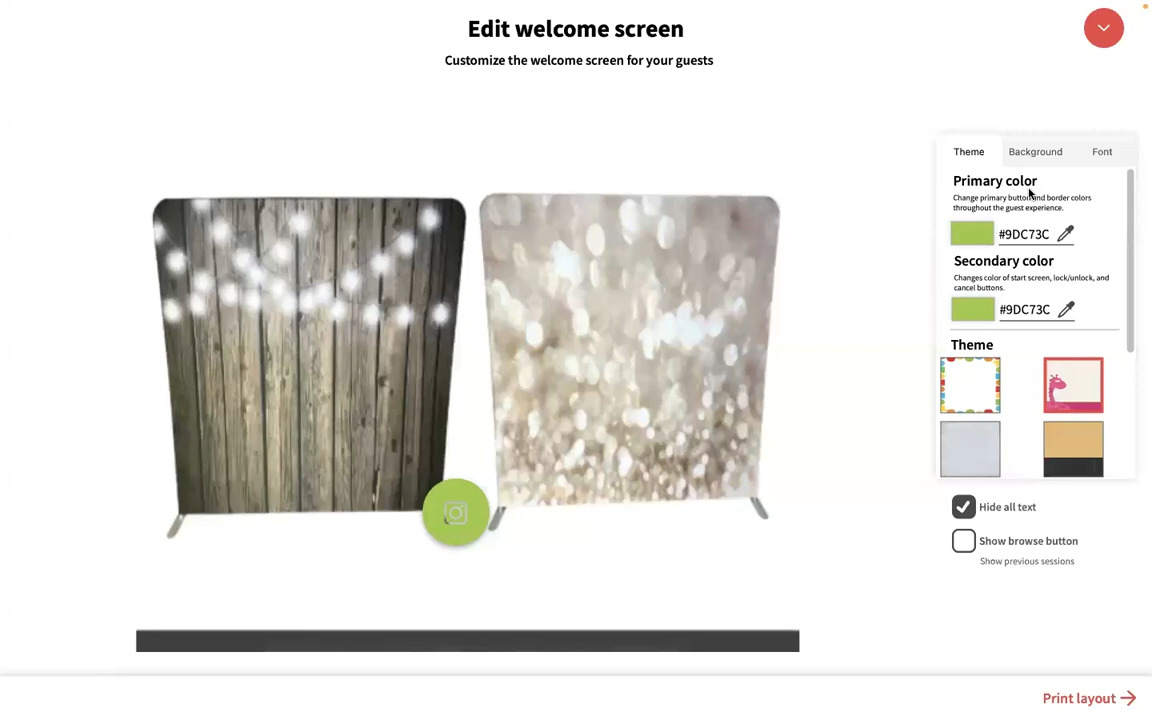 Edit welcome screen
Customize the welcome screen for your guests
Theme Background Font
Primary color
Change primary button and border colors
throughout the guest experience.
#9DC73C
Secondary color
Changes color of start screen, lock/unlock, and
cancel buttons.
#9DC73C
Theme
Hide all text
Show browse button
Show previous sessions
Print layout